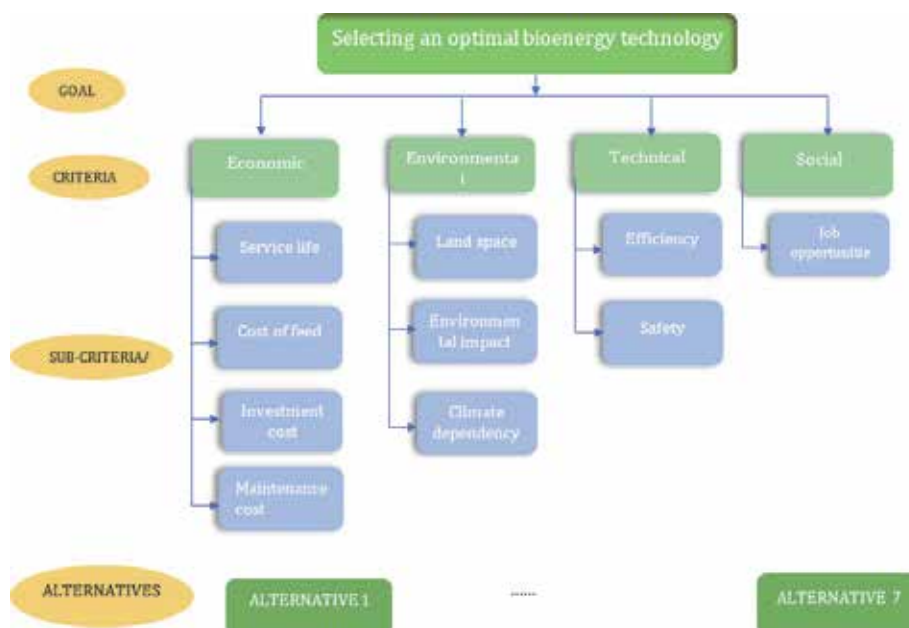 Selecting an optimal bioenergy technology
GOAL
CRITERIA
Economic
Environmenta
l
Technical
Social
SUB-CRITERIA/
Service life
Land space
Efficiency
Job
opportunitie
Cost of feed
Environmen
tal impact
Safety
Investment
cost
Climate
dependency
Maintenance
cost
ALTERNATIVES
ALTERNATIVE 1
......
ALTERNATIVE 7